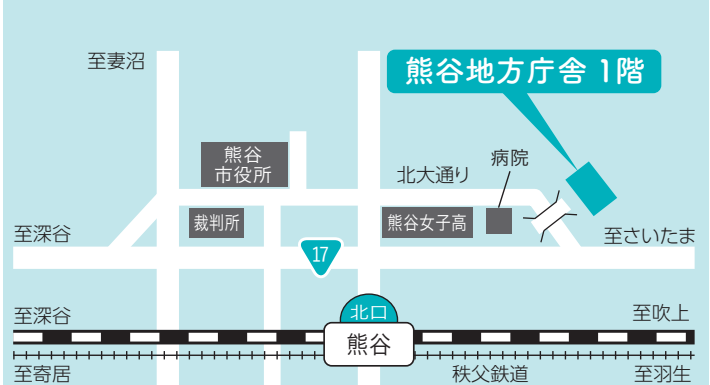 至妻沼
熊谷地方庁舎 1階
熊谷
市役所
北大通り
病院
裁判所
熊谷女子高
至深谷
至さいたま
17
至深谷
北口
至吹上
熊谷
至寄居
秩父鉄道
至羽生